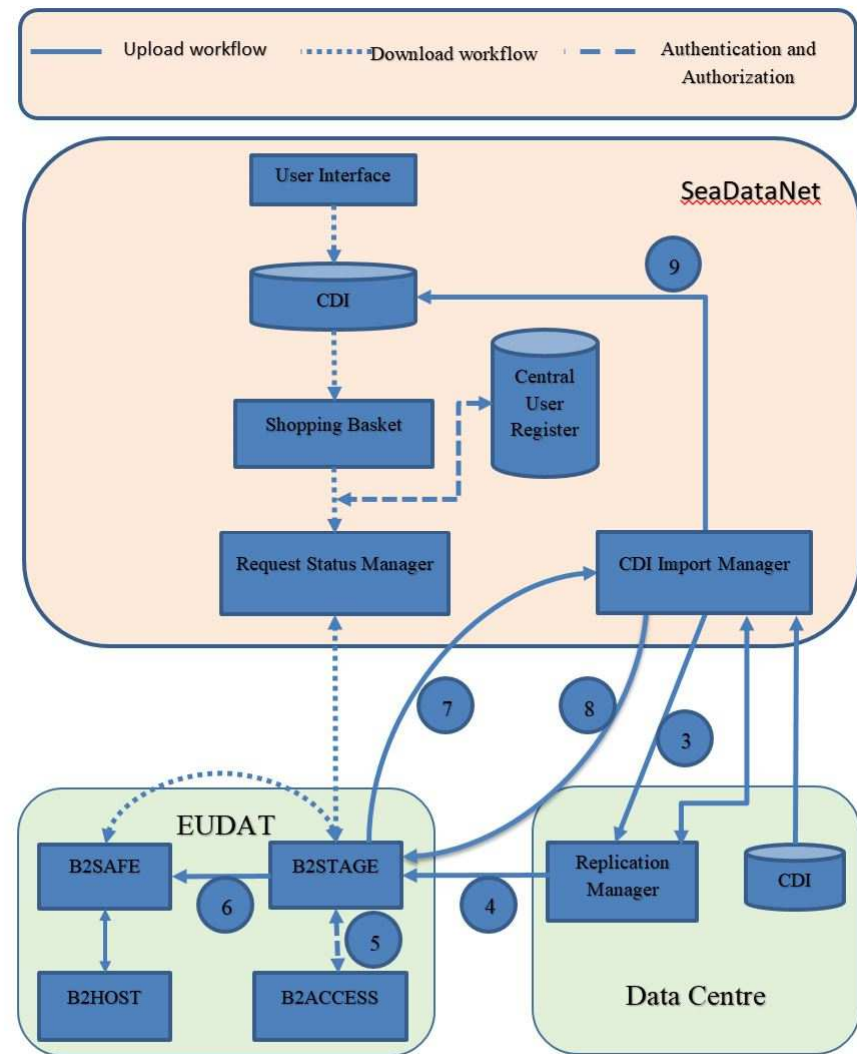 Upload workflow
Download workflow
Authentication and
Authorization
User Interface
SeaDataNet
9
CDI
Central
User
Register
Shopping Basket
Request Status Manager
CDI Import Manager
7
8
3
EUDAT
B2SAFE
B2STAGE
Replication
Manager
CDI
6
4
5
B2HOST
B2ACCESS
Data Centre